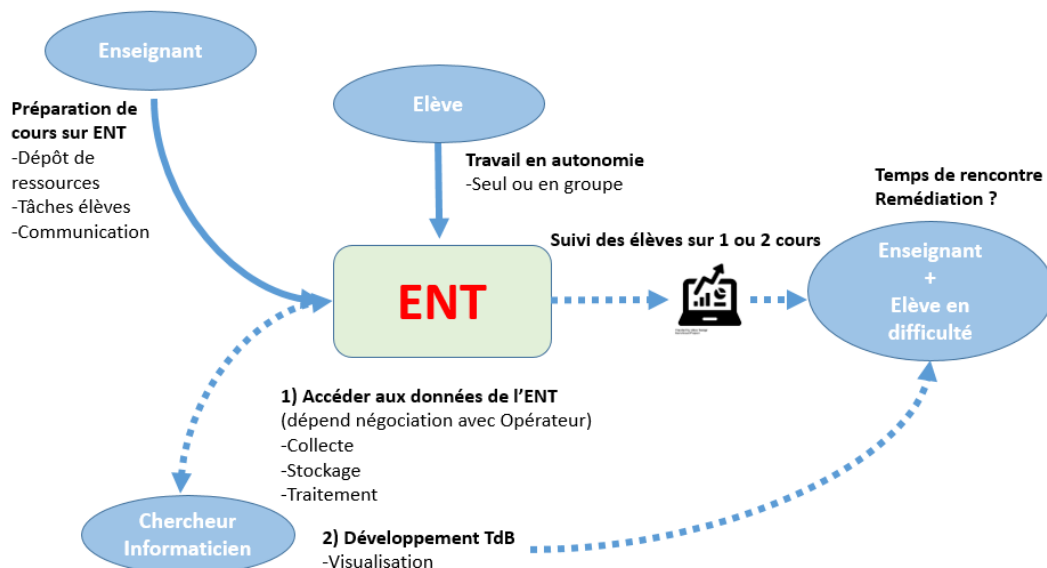 Enseignant
Préparation de
cours sur ENT
-Dépôt de
ressources
-Tâches élèves
-Communication
Elève
Travail en autonomie
-Seul ou en groupe
Temps de rencontre
Remédiation ?
Suivi des élèves sur 1 ou 2 cours
ENT
Enseignant
+
Elève en
difficulté
1) Accéder aux données de l'ENT
(dépend négociation avec Opérateur)
-Collecte
-Stockage
-Traitement
Chercheur
Informaticien
2) Développement TdB
-Visualisation